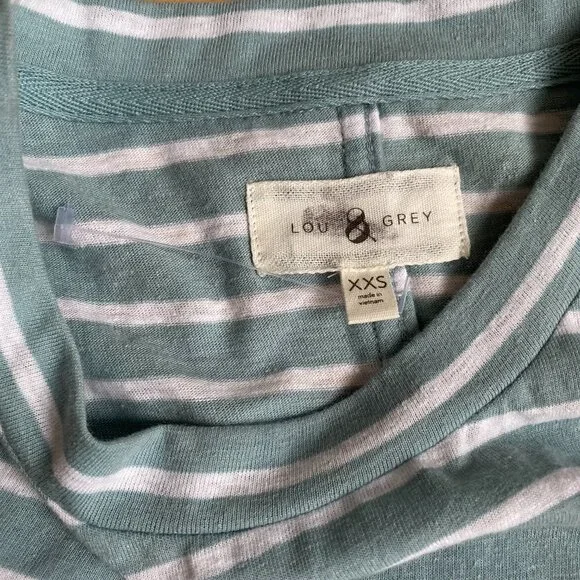 LOU & GREY
XXS
made in
vietnam